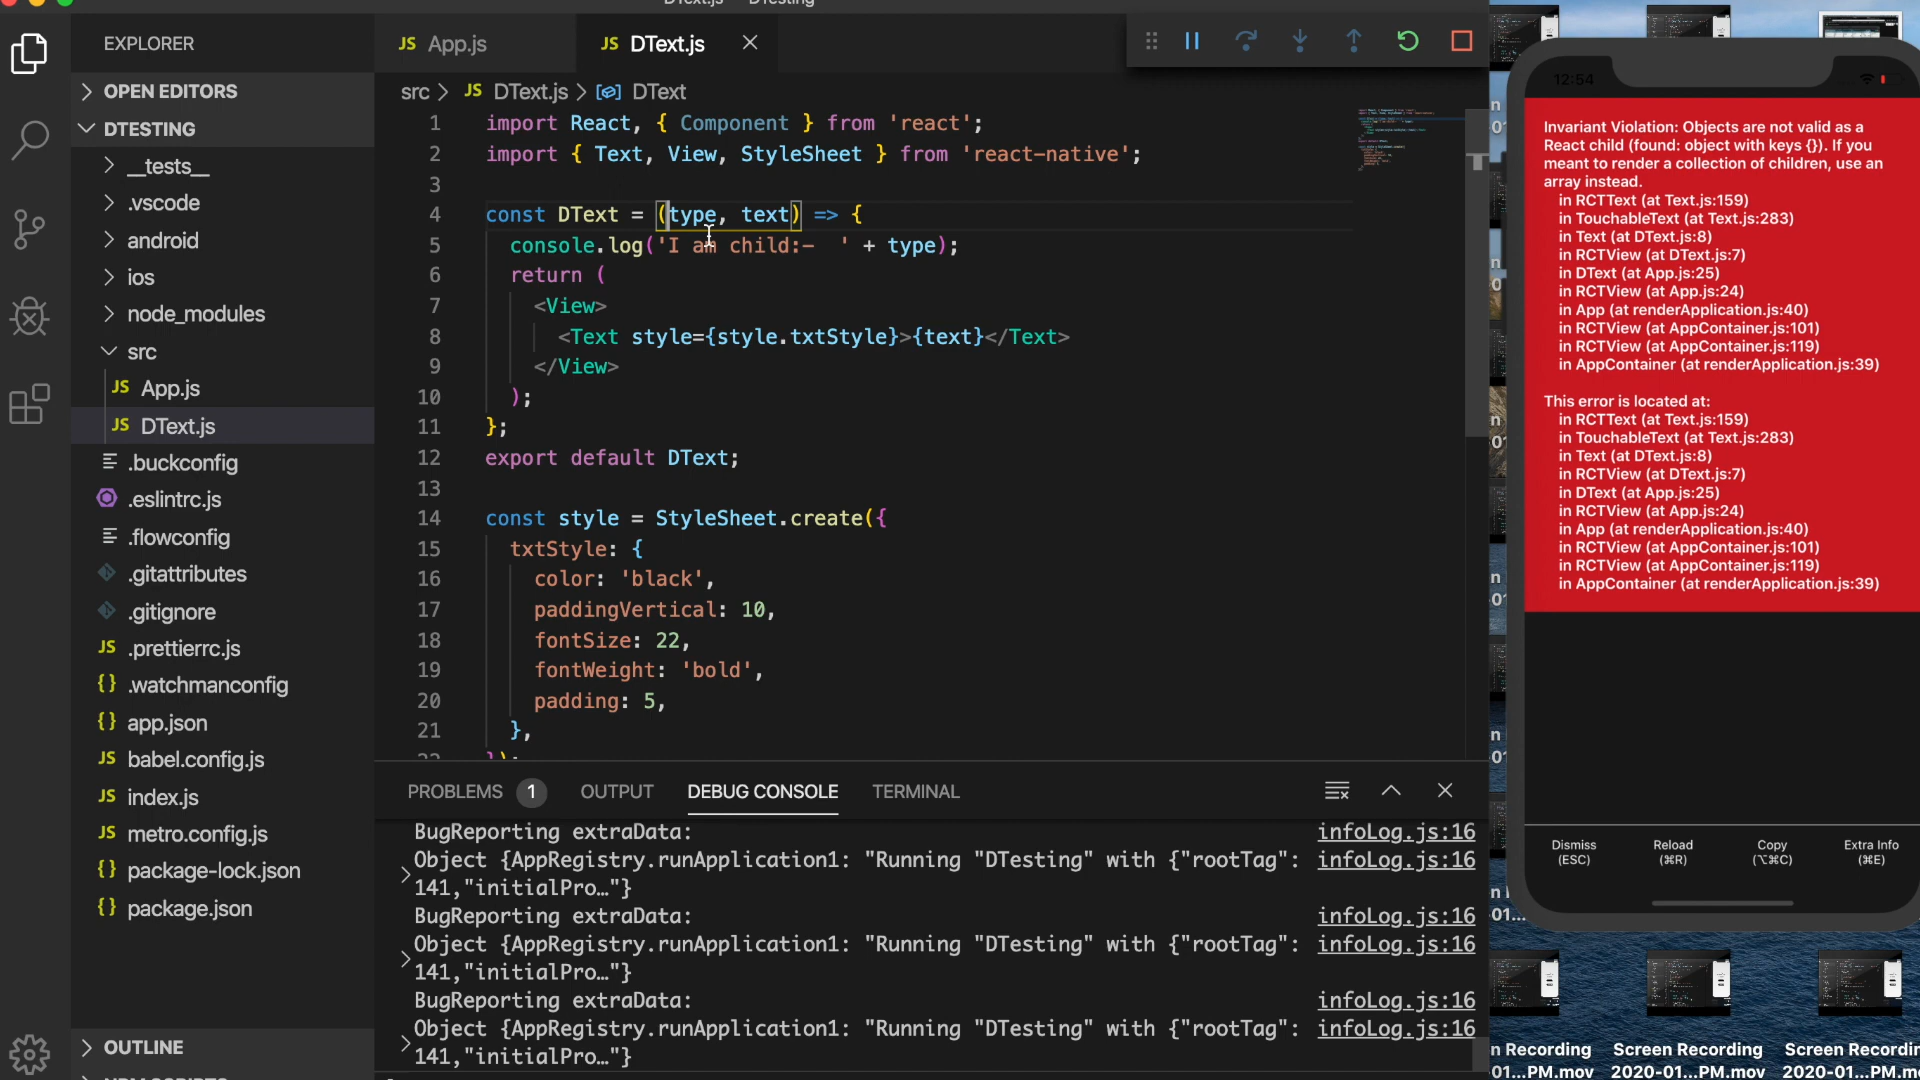 EXPLORER
OPEN EDITORS
DTESTING
__tests__
.vscode
android
ios
node_modules
src
JS App.js
JS DText.js
.buckconfig
.eslintrc.js
.flowconfig
.gitattributes
.gitignore
JS .prettierrc.js
{} .watchmanconfig
{} app.json
JS babel.config.js
JS index.js
JS metro.config.js
{} package-lock.json
{} package.json
OUTLINE
JS App.js
JS DText.js
src > JS DText.js > DText
1 import React, { Component } from 'react';
2 import { Text, View, StyleSheet } from 'react-native';
3
4 const DText = (type, text) => {
5 console.log('I am child:-  ' + type);
6 return (
7 <View>
8 <Text style={style.txtStyle}>{text}</Text>
9 </View>
10 );
11 };
12 export default DText;
13
14 const style = StyleSheet.create({
15 txtStyle: {
16 color: 'black',
17 paddingVertical: 10,
18 fontSize: 22,
19 fontWeight: 'bold',
20 padding: 5,
21 },
22 });
PROBLEMS 1 OUTPUT DEBUG CONSOLE TERMINAL
BugReporting extraData: infoLog.js:16
Object {AppRegistry.runApplication1: "Running "DTesting" with {"rootTag": infoLog.js:16
141,"initialPro…"}
BugReporting extraData: infoLog.js:16
Object {AppRegistry.runApplication1: "Running "DTesting" with {"rootTag": infoLog.js:16
141,"initialPro…"}
BugReporting extraData: infoLog.js:16
Object {AppRegistry.runApplication1: "Running "DTesting" with {"rootTag": infoLog.js:16
141,"initialPro…"}
12:54
Invariant Violation: Objects are not valid as a
React child (found: object with keys {}). If you
meant to render a collection of children, use an
array instead.
in RCTText (at Text.js:159)
in TouchableText (at Text.js:283)
in Text (at DText.js:8)
in RCTView (at DText.js:7)
in DText (at App.js:25)
in RCTView (at App.js:24)
in App (at renderApplication.js:40)
in RCTView (at AppContainer.js:101)
in RCTView (at AppContainer.js:119)
in AppContainer (at renderApplication.js:39)
This error is located at:
in RCTText (at Text.js:159)
in TouchableText (at Text.js:283)
in Text (at DText.js:8)
in RCTView (at DText.js:7)
in DText (at App.js:25)
in RCTView (at App.js:24)
in App (at renderApplication.js:40)
in RCTView (at AppContainer.js:101)
in RCTView (at AppContainer.js:119)
in AppContainer (at renderApplication.js:39)
Dismiss
(ESC)
Reload
(⌘R)
Copy
(⌥⌘C)
Extra Info
(⌘E)
n Recording
01...PM.mov
Screen Recording
2020-01...PM.mov
Screen Recordin
2020-01...PM.m